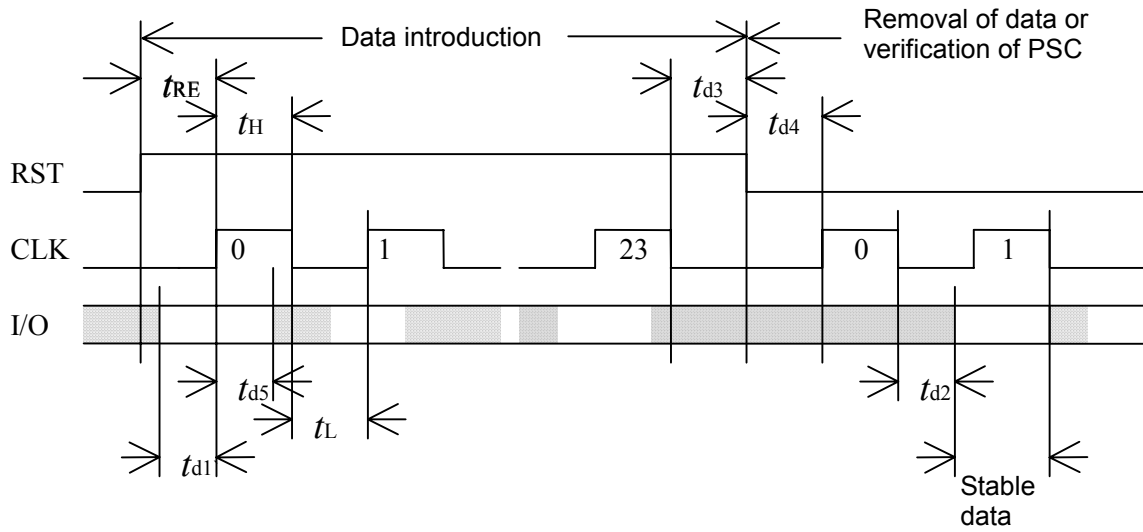 Data introduction
Removal of data or
verification of PSC
tRE
td3
tH
td4
RST
CLK
0
1
23
0
1
I/O
td5
td2
tL
td1
Stable
data